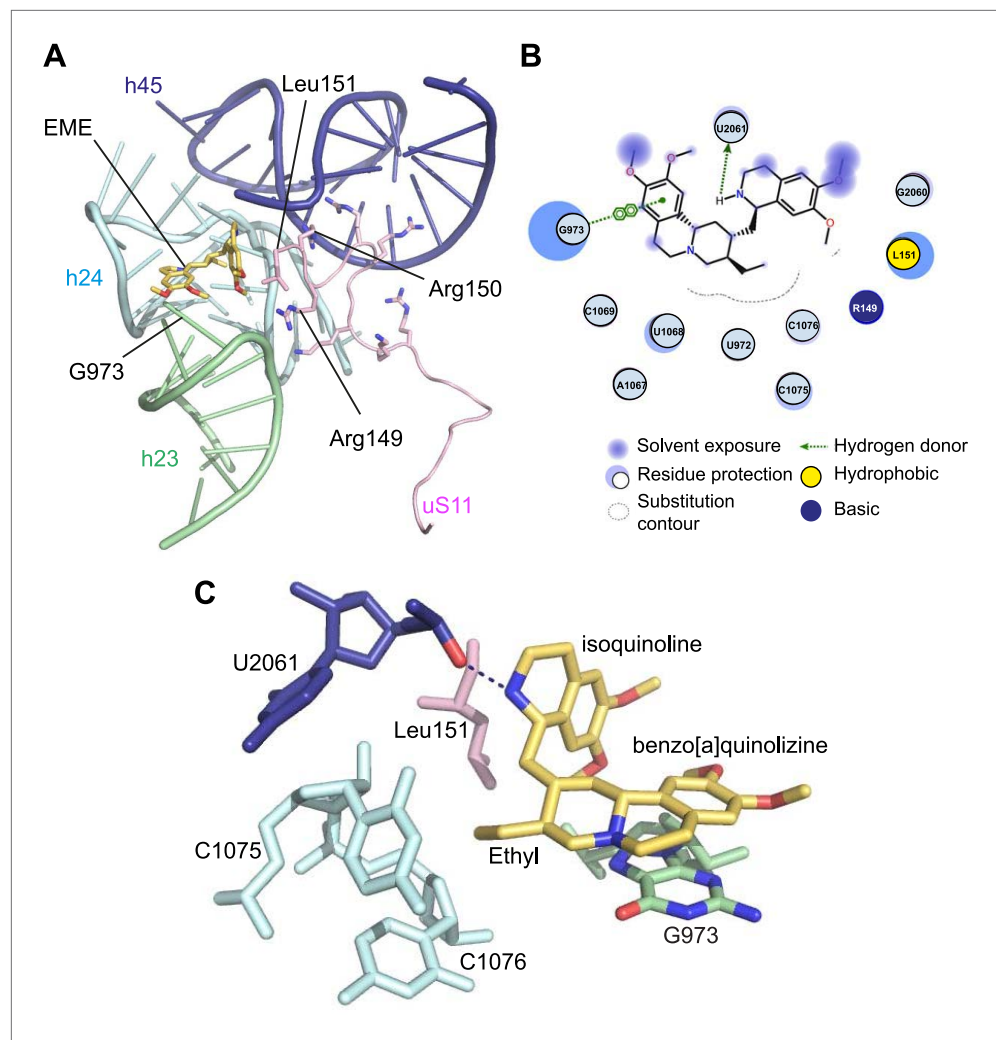 A
h45
Leu151
EME
h24
Arg150
G973
Arg149
h23
uS11
B
U2061
G2060
G973
L151
R149
C1069
U1068
U972
C1076
A1067
C1075
O
O
H
N
N
O
O
Solvent exposure
Hydrogen donor
Residue protection
Hydrophobic
Substitution
contour
Basic
C
U2061
isoquinoline
Leu151
benzo[a]quinolizine
C1075
Ethyl
C1076
G973